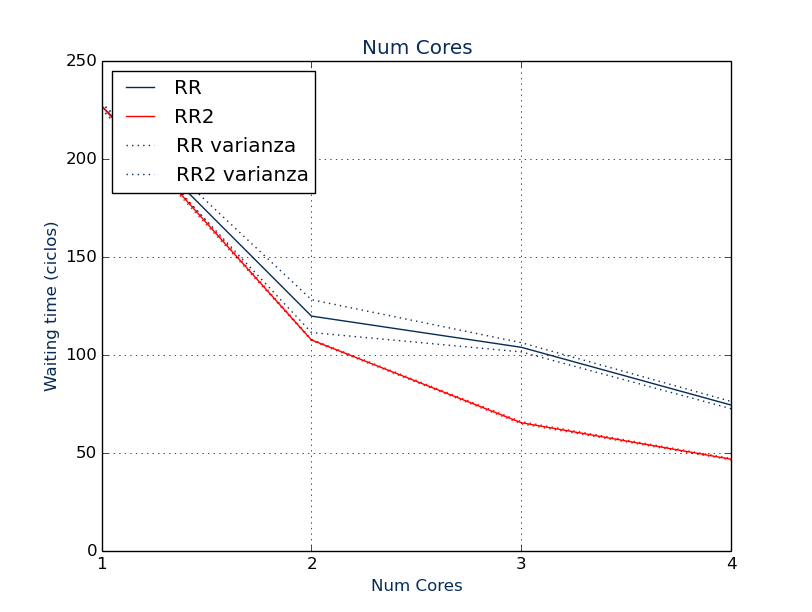 Num Cores
250
200
150
100
50
0
Waiting time (ciclos)
RR
RR2
RR varianza
RR2 varianza
1 2 3 4
Num Cores